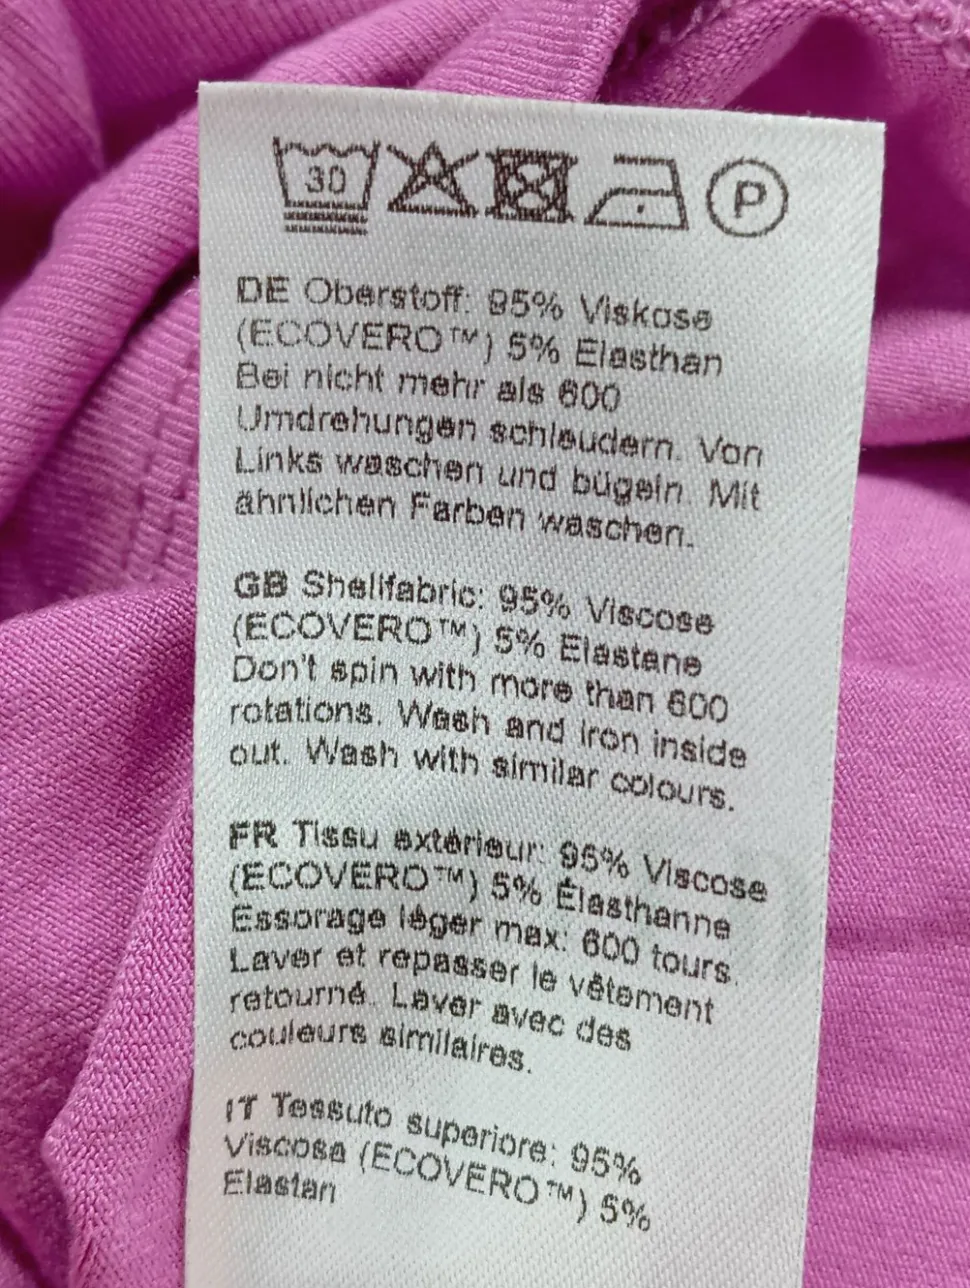 30 P
DE Oberstoff: 95% Viskose
(ECOVERO™) 5% Elasthan
Bei nicht mehr als 600
Umdrehungen schleudern. Von
Links waschen und bügeln. Mit
ähnlichen Farben waschen.
GB Shellfabric: 95% Viscose
(ECOVERO™) 5% Elastane
Don't spin with more than 600
rotations. Wash and iron inside
out. Wash with similar colours.
FR Tissu extérieur: 95% Viscose
(ECOVERO™) 5% Élasthanne
Essorage léger max: 600 tours.
Laver et repasser le vêtement
retourné. Laver avec des
couleurs similaires.
IT Tessuto superiore: 95%
Viscosa (ECOVERO™) 5%
Elastan